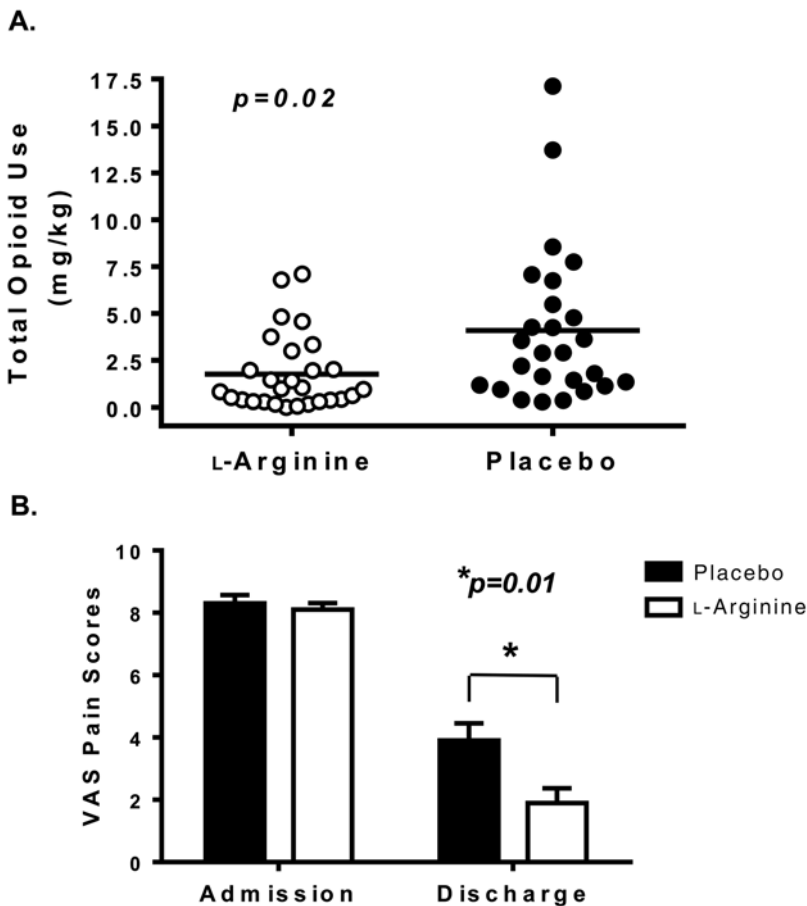 A.
Total Opioid Use
(mg/kg)
17.5
15.0
12.5
10.0
7.5
5.0
2.5
0.0
p=0.02
L-Arginine
Placebo
B.
VAS Pain Scores
10
8
6
4
2
0
*p=0.01
*
Placebo
L-Arginine
Admission
Discharge